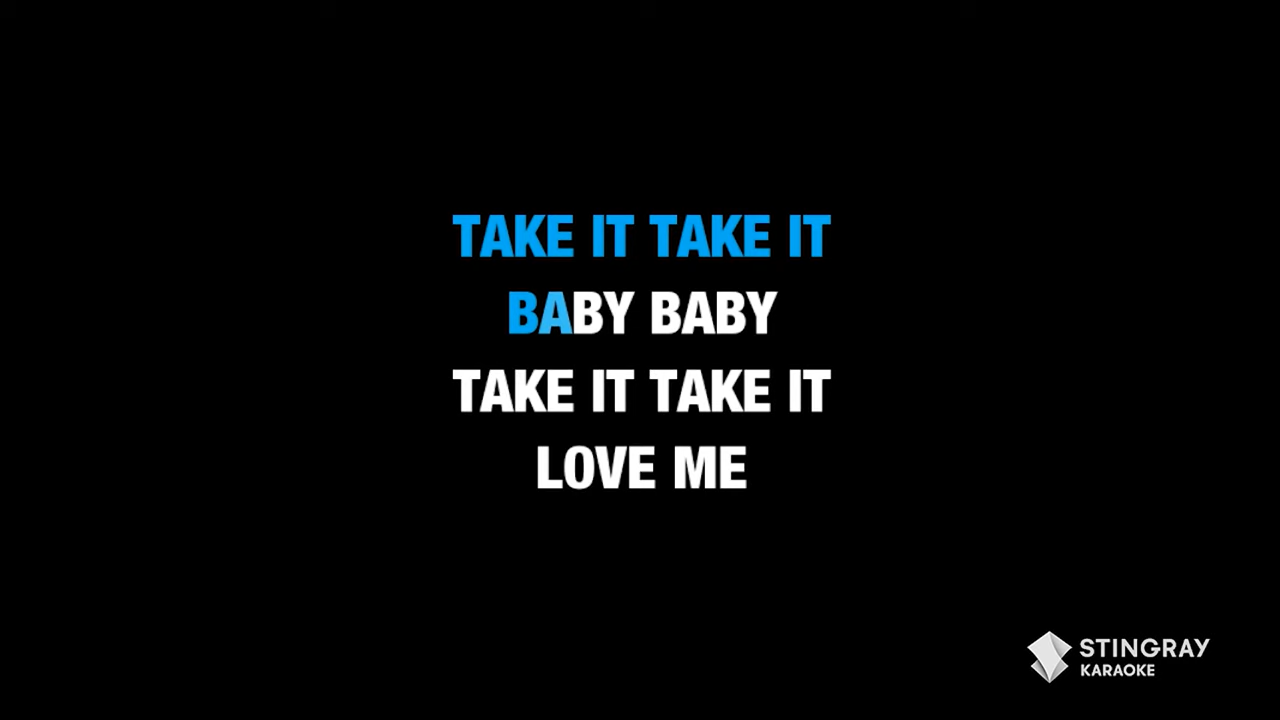 TAKE IT TAKE IT
BABY BABY
TAKE IT TAKE IT
LOVE ME
STINGRAY
KARAOKE